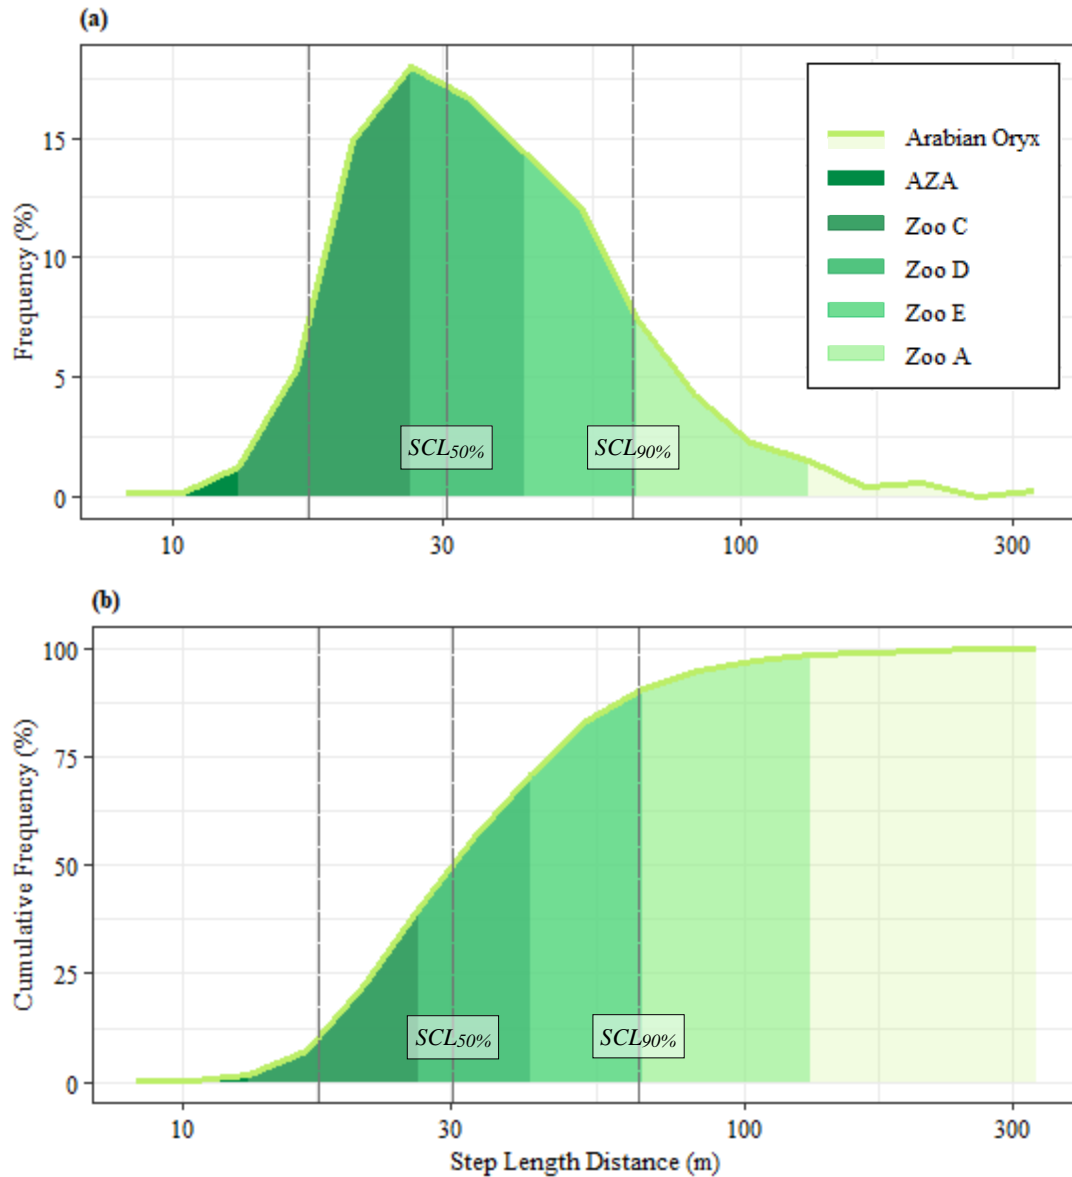 (a)
Frequency (%)
15
10
5
0
Arabian Oryx
AZA
Zoo C
Zoo D
Zoo E
Zoo A
SCL50%
SCL90%
10
30
100
300
(b)
Cumulative Frequency (%)
100
75
50
25
0
SCL50%
SCL90%
10
30
100
300
Step Length Distance (m)